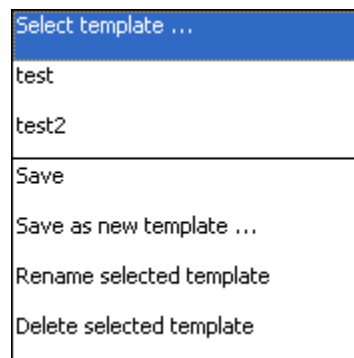 Select template ...
test
test2
Save
Save as new template ...
Rename selected template
Delete selected template